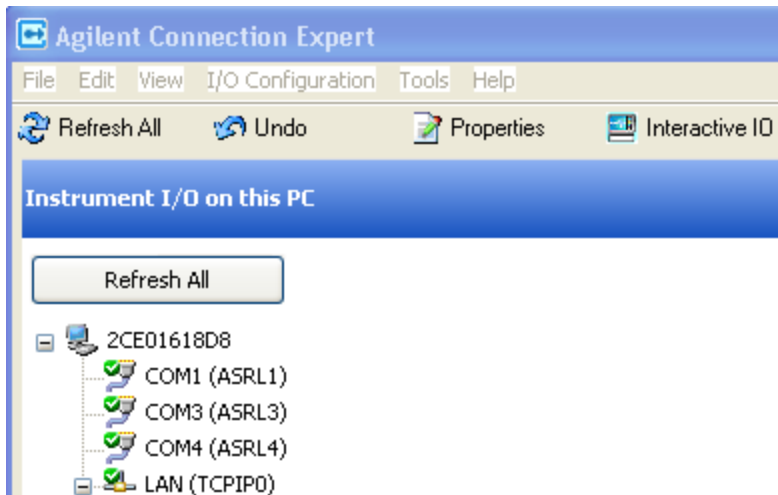 Agilent Connection Expert
File Edit View I/O Configuration Tools Help
Refresh All Undo Properties Interactive IO
Instrument I/O on this PC
Refresh All
2CE01618D8
COM1 (ASRL1)
COM3 (ASRL3)
COM4 (ASRL4)
LAN (TCPIP0)